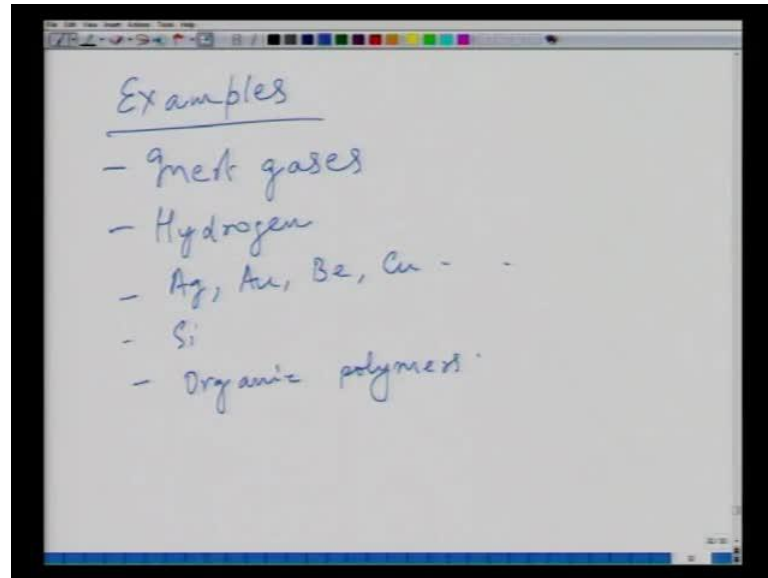 Examples
- Inert gases
- Hydrogen
- Ag, Au, Be, Cu - -
- Si
- Organic polymers.